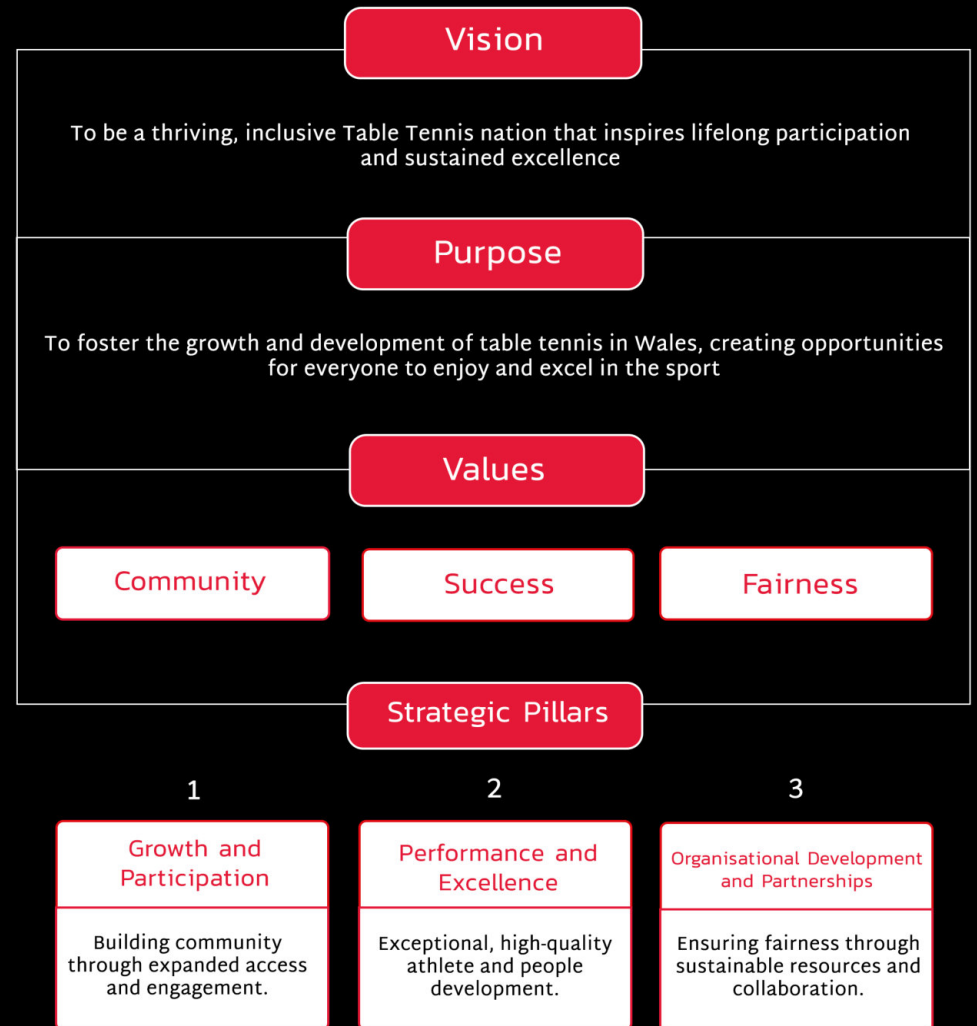 Vision
To be a thriving, inclusive Table Tennis nation that inspires lifelong participation
and sustained excellence
Purpose
To foster the growth and development of table tennis in Wales, creating opportunities
for everyone to enjoy and excel in the sport
Values
Community
Success
Fairness
Strategic Pillars
1
Growth and
Participation
Building community
through expanded access
and engagement.
2
Performance and
Excellence
Exceptional, high-quality
athlete and people
development.
3
Organisational Development
and Partnerships
Ensuring fairness through
sustainable resources and
collaboration.